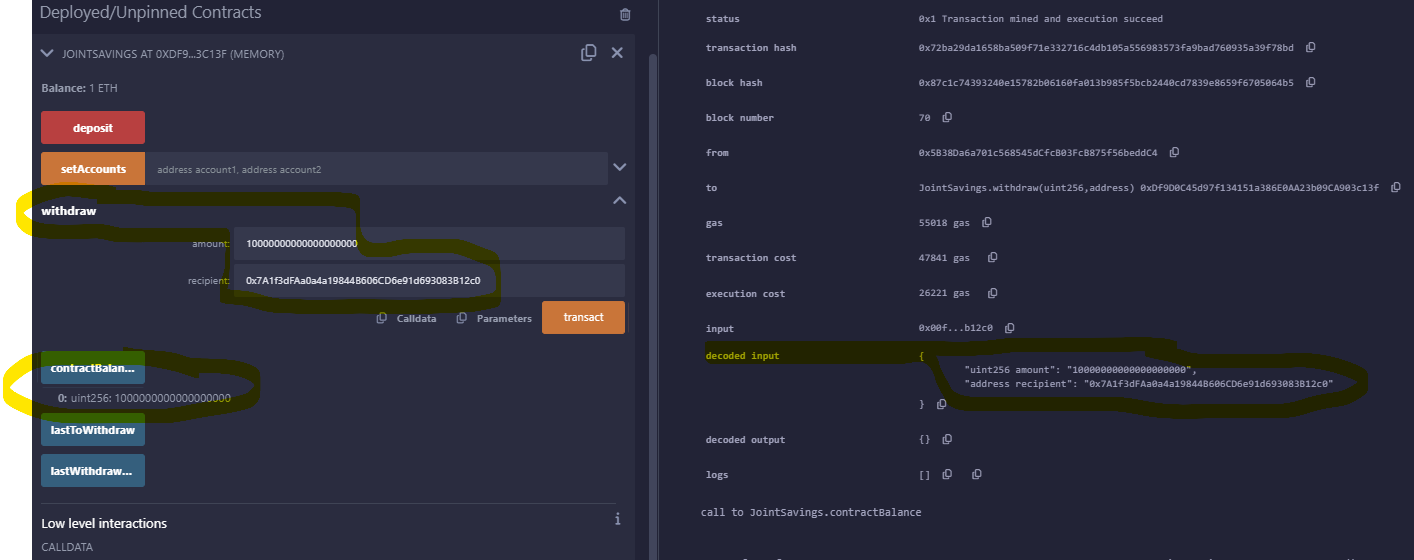 Deployed/Unpinned Contracts
JOINTSAVINGS AT 0XDF9...3C13F (MEMORY)
Balance: 1 ETH
deposit
setAccounts address account1, address account2
withdraw
amount: 10000000000000000000
recipient: 0x7A1f3dFAa0a4a19844B606CD6e91d693083B12c0
Calldata Parameters transact
contractBalan...
0: uint256: 1000000000000000000
lastToWithdraw
lastWithdraw...
Low level interactions
CALLDATA
status 0x1 Transaction mined and execution succeed
transaction hash 0x72ba29da1658ba509f71e332716c4db105a556983573fa9bad760935a39f78bd
block hash 0x87c1c74393240e15782b06160fa013b985f5bcb2440cd7839e8659f6705064b5
block number 70
from 0x5B38Da6a701c568545dCfcB03FcB875f56beddC4
to JointSavings.withdraw(uint256,address) 0xDf9D0C45d97f134151a386E0AA23b09CA903c13f
gas 55018 gas
transaction cost 47841 gas
execution cost 26221 gas
input 0x00f...b12c0
decoded input {
"uint256 amount": "10000000000000000000",
"address recipient": "0x7A1f3dFAa0a4a19844B606CD6e91d693083B12c0"
}
decoded output {}
logs []
call to JointSavings.contractBalance